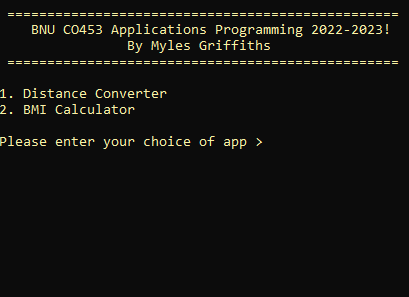 =================================================
BNU CO453 Applications Programming 2022-2023!
By Myles Griffiths
=================================================
1. Distance Converter
2. BMI Calculator
Please enter your choice of app >